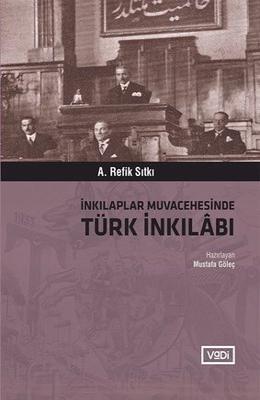 A. Refik Sıtkı
İNKILAPLAR MUVACEHESİNDE
TÜRK İNKILÂBI
Hazırlayan
Mustafa Göleç
VaDi